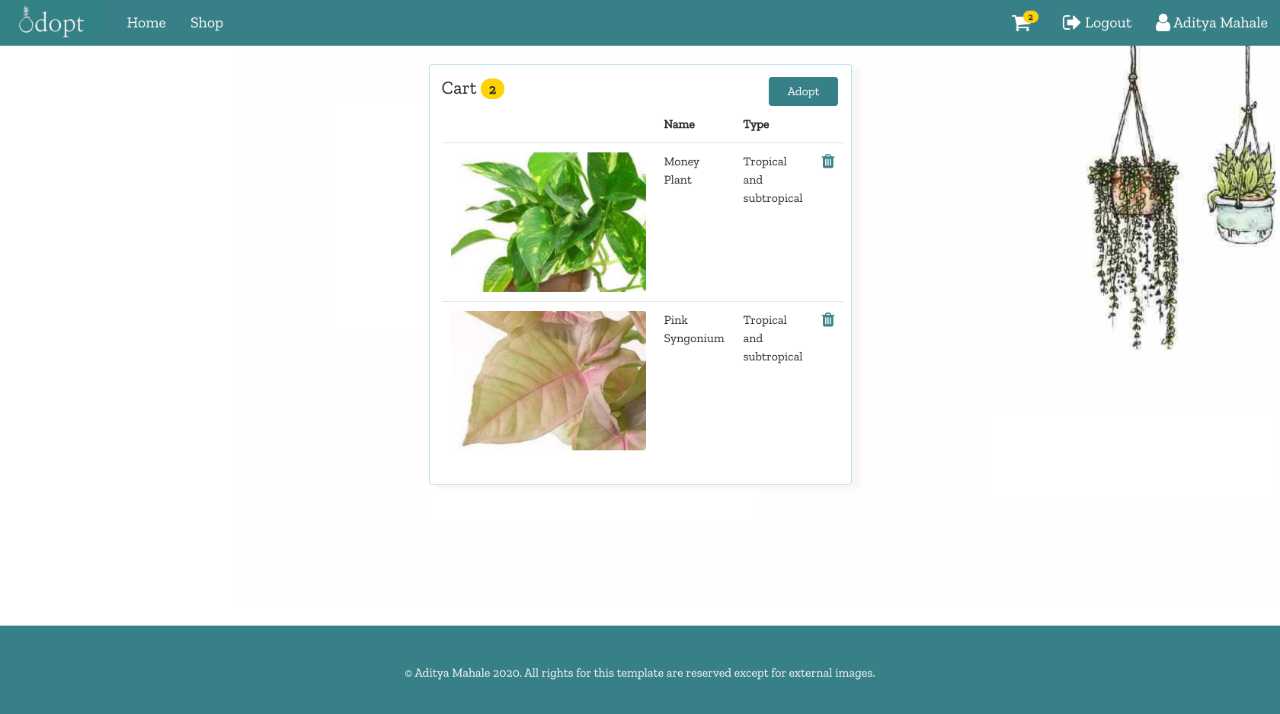 Odopt Home Shop 2 Logout Aditya Mahale
Cart 2 Adopt
Name Type
Money Tropical
Plant and
subtropical
Pink Tropical
Syngonium and
subtropical
© Aditya Mahale 2020. All rights for this template are reserved except for external images.